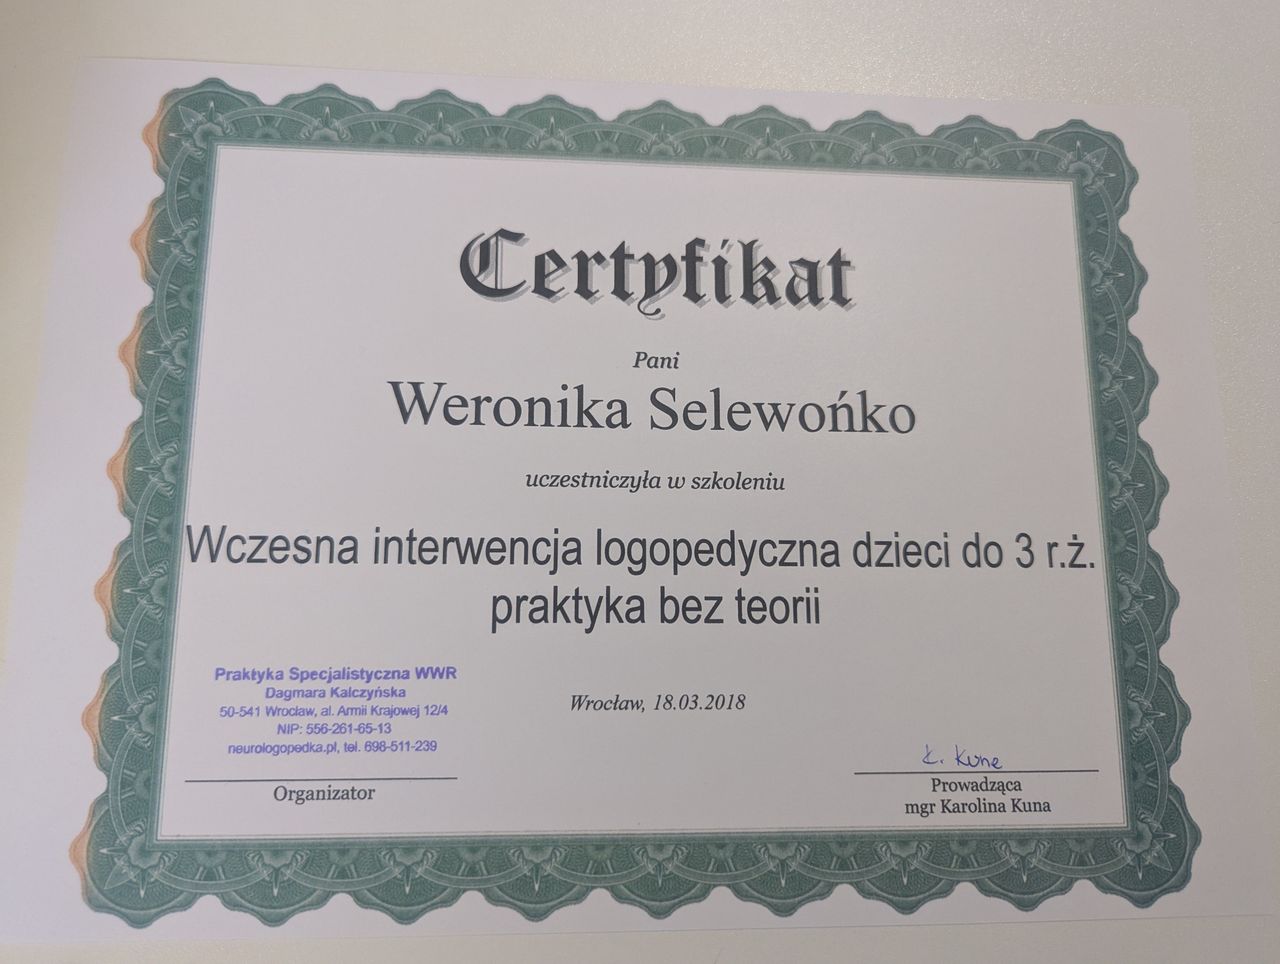 Certyfikat
Pani
Weronika Selewońko
uczestniczyła w szkoleniu
Wczesna interwencja logopedyczna dzieci do 3 r.ż.
praktyka bez teorii
Praktyka Specjalistyczna WWR
Dagmara Kalczyńska
50-541 Wrocław, al. Armii Krajowej 12/4
NIP: 556-261-65-13
neurologopedka.pl, tel. 698-511-239
Organizator
Wrocław, 18.03.2018
K. Kuna
Prowadząca
mgr Karolina Kuna